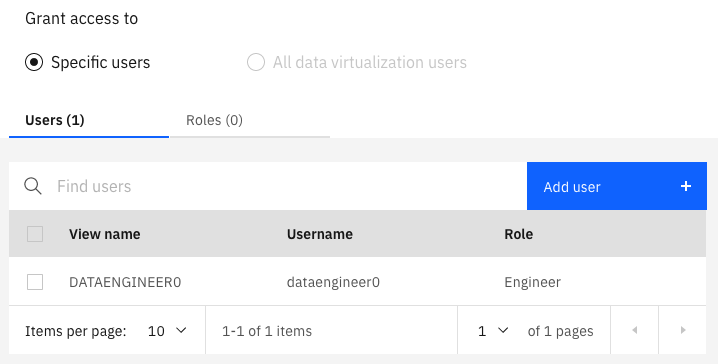 Grant access to
Specific users
All data virtualization users
Users (1)
Roles (0)
Find users
Add user +
View name Username Role
DATAENGINEER0 dataengineer0 Engineer
Items per page: 10 1-1 of 1 items 1 of 1 pages